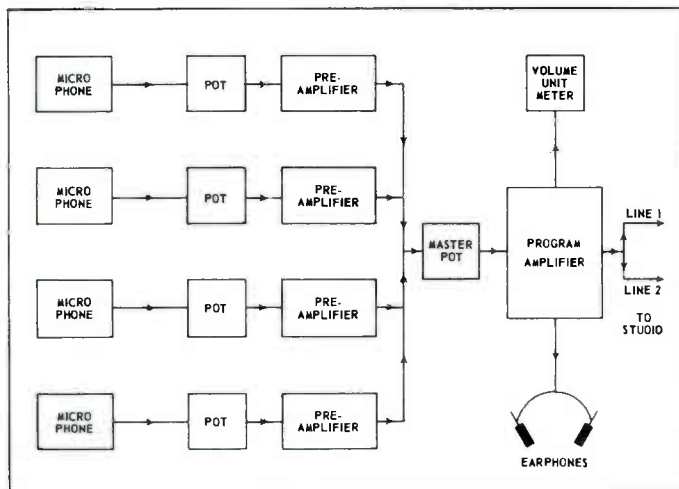 MICRO
PHONE
POT
PRE-
AMPLIFIER
MICRO
PHONE
POT
PRE-
AMPLIFIER
MICRO
PHONE
POT
PRE-
AMPLIFIER
MICRO
PHONE
POT
PRE-
AMPLIFIER
MASTER
POT
VOLUME
UNIT
METER
PROGRAM
AMPLIFIER
LINE 1
LINE 2
TO
STUDIO
EARPHONES